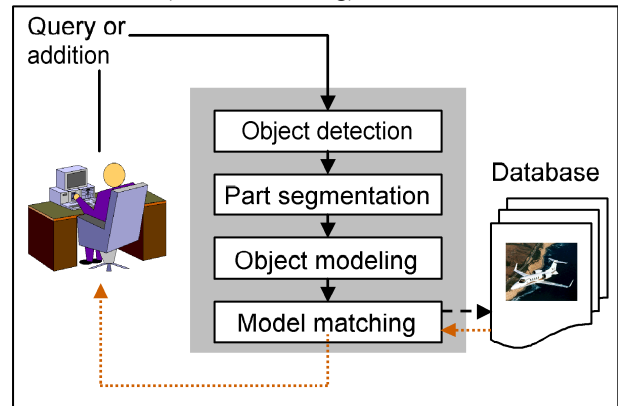 Query or
addition
Object detection
Part segmentation
Object modeling
Model matching
Database